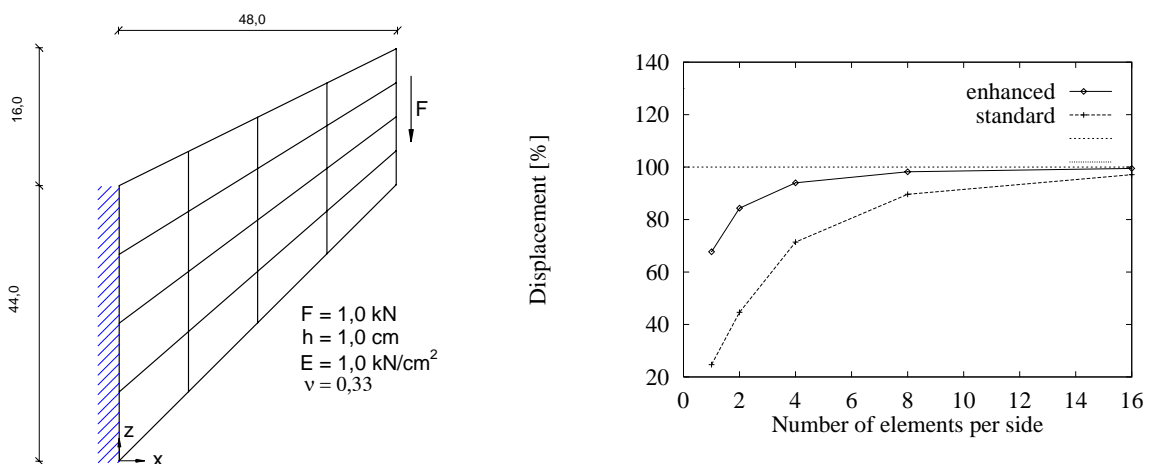 48,0
16,0
44,0
F
F = 1,0 kN
h = 1,0 cm
E = 1,0 kN/cm²
ν = 0,33
z
x
Displacement [%]
140
120
100
80
60
40
20
enhanced
standard
0 2 4 6 8 10 12 14 16
Number of elements per side